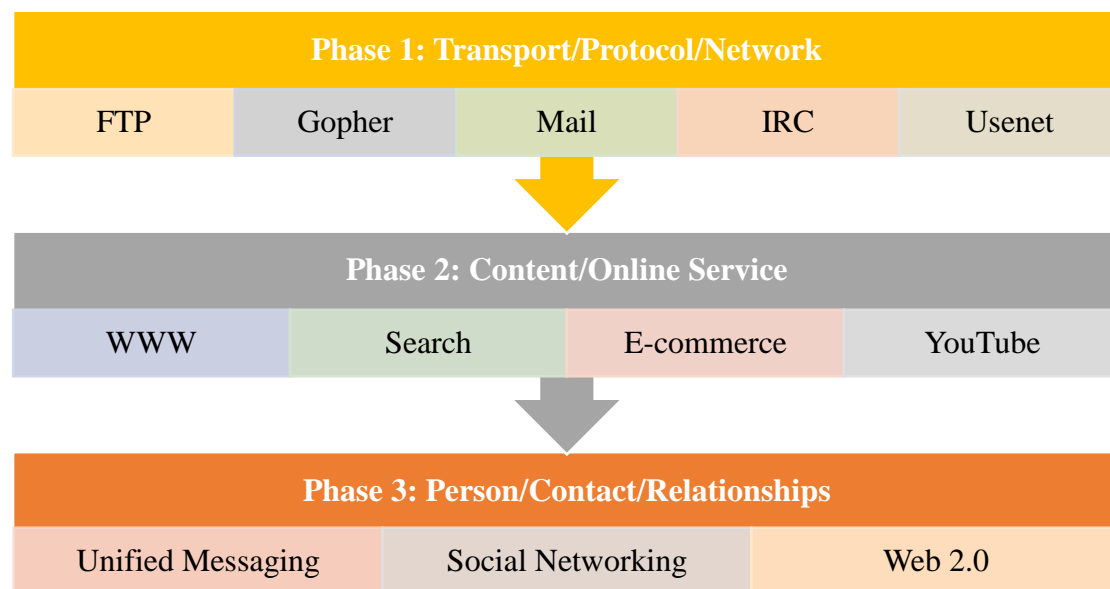 Phase 1: Transport/Protocol/Network
FTP Gopher Mail IRC Usenet
Phase 2: Content/Online Service
WWW Search E-commerce YouTube
Phase 3: Person/Contact/Relationships
Unified Messaging Social Networking Web 2.0